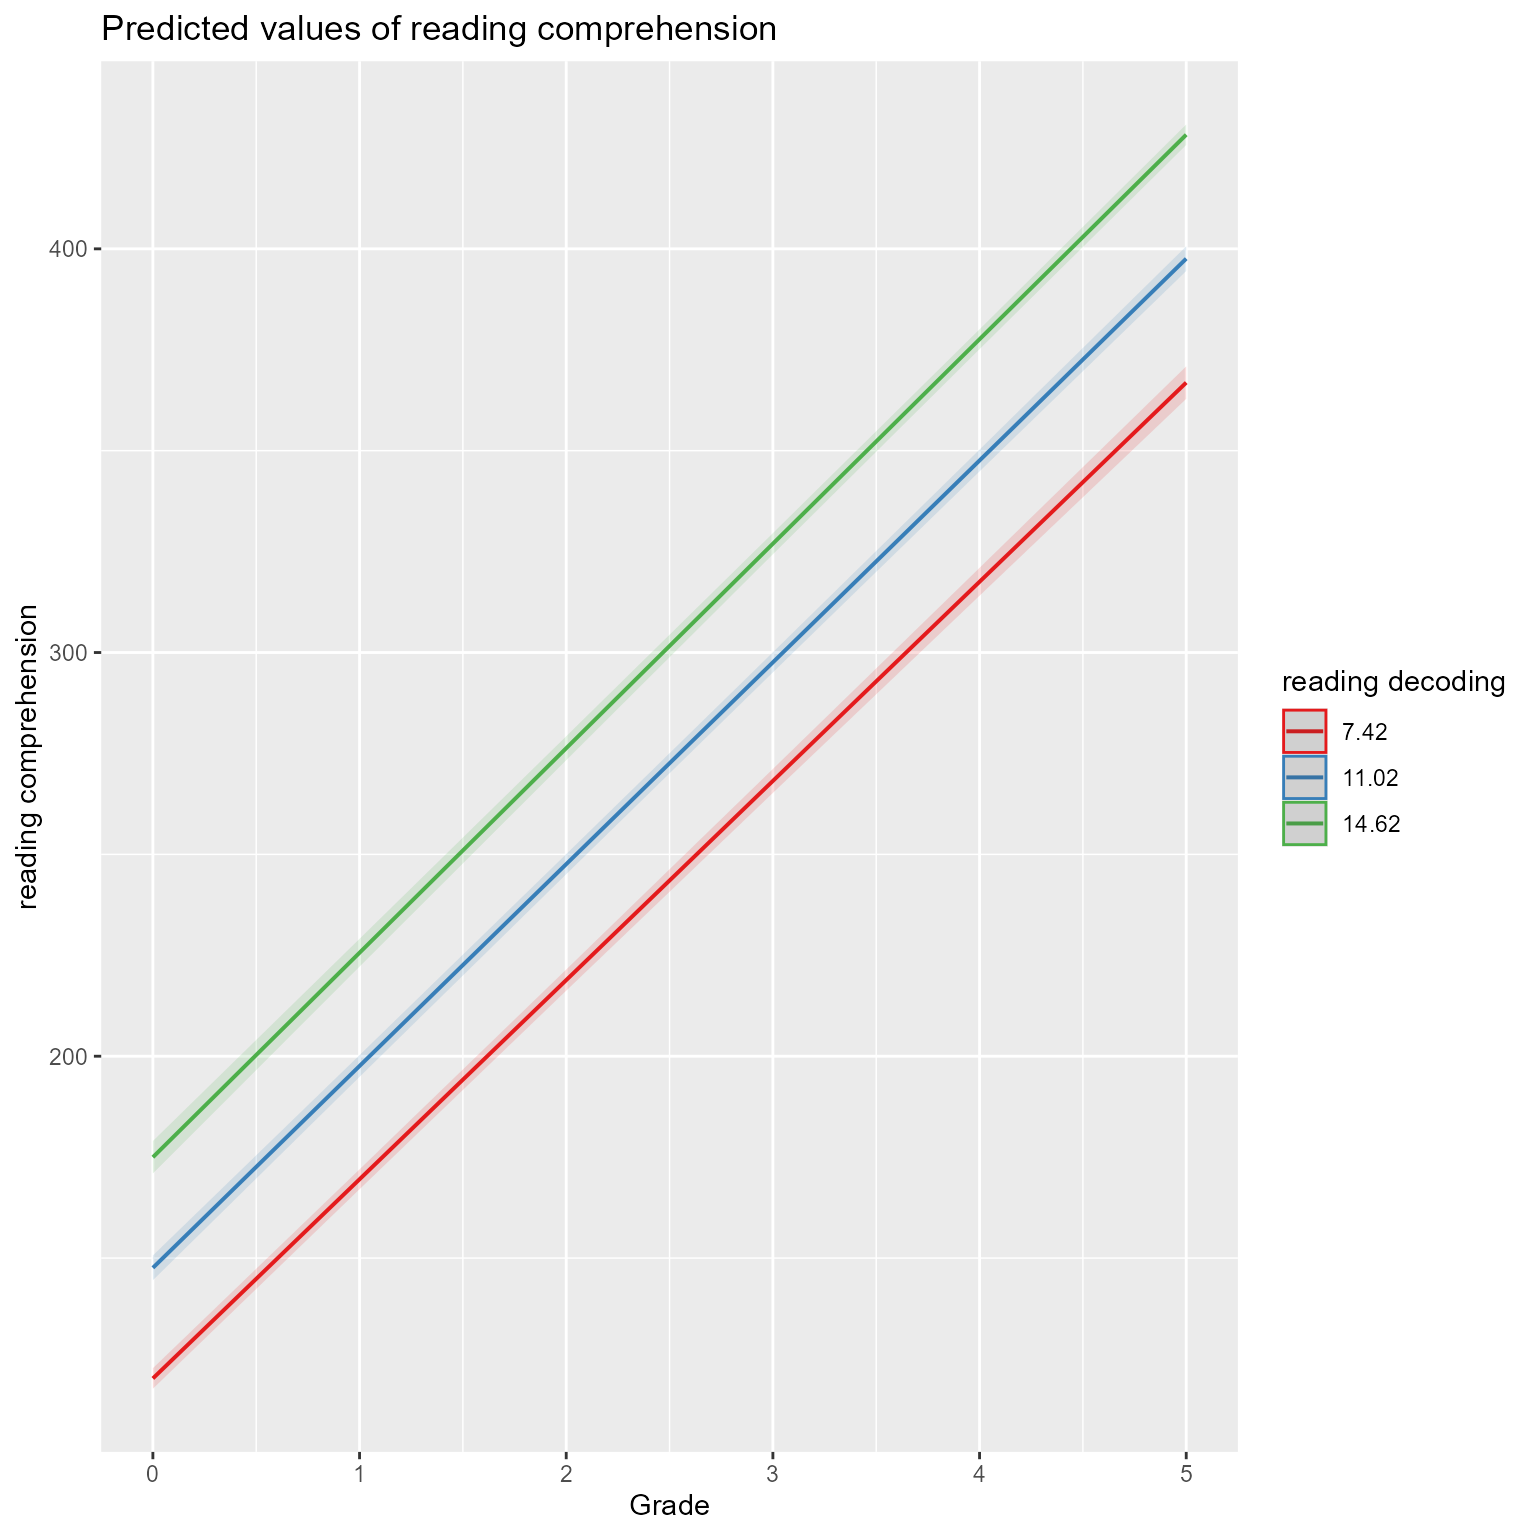 Predicted values of reading comprehension
400
300
200
reading comprehension
0 1 2 3 4 5
Grade
reading decoding
7.42
11.02
14.62